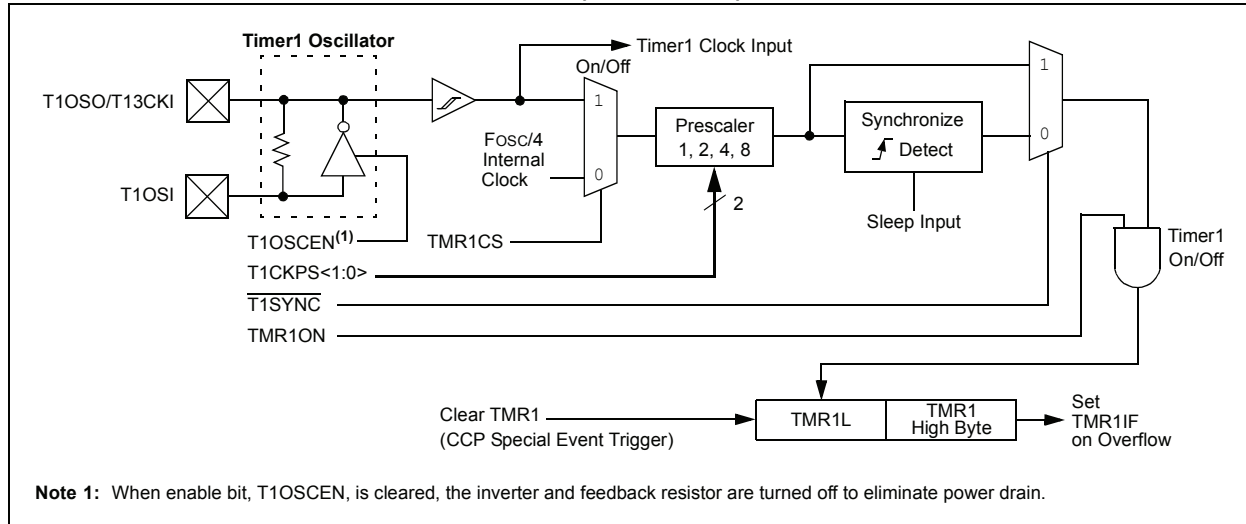 Timer1 Oscillator
Timer1 Clock Input
On/Off
T1OSO/T13CKI
1
FOSC/4
Internal
Clock
0
Prescaler
1, 2, 4, 8
Synchronize
Detect
1
0
2
Sleep Input
T1OSI
T1OSCEN(1)
TMR1CS
T1CKPS<1:0>
T1SYNC
TMR1ON
Timer1
On/Off
Clear TMR1
(CCP Special Event Trigger)
TMR1L
TMR1
High Byte
Set
TMR1IF
on Overflow
Note 1: When enable bit, T1OSCEN, is cleared, the inverter and feedback resistor are turned off to eliminate power drain.